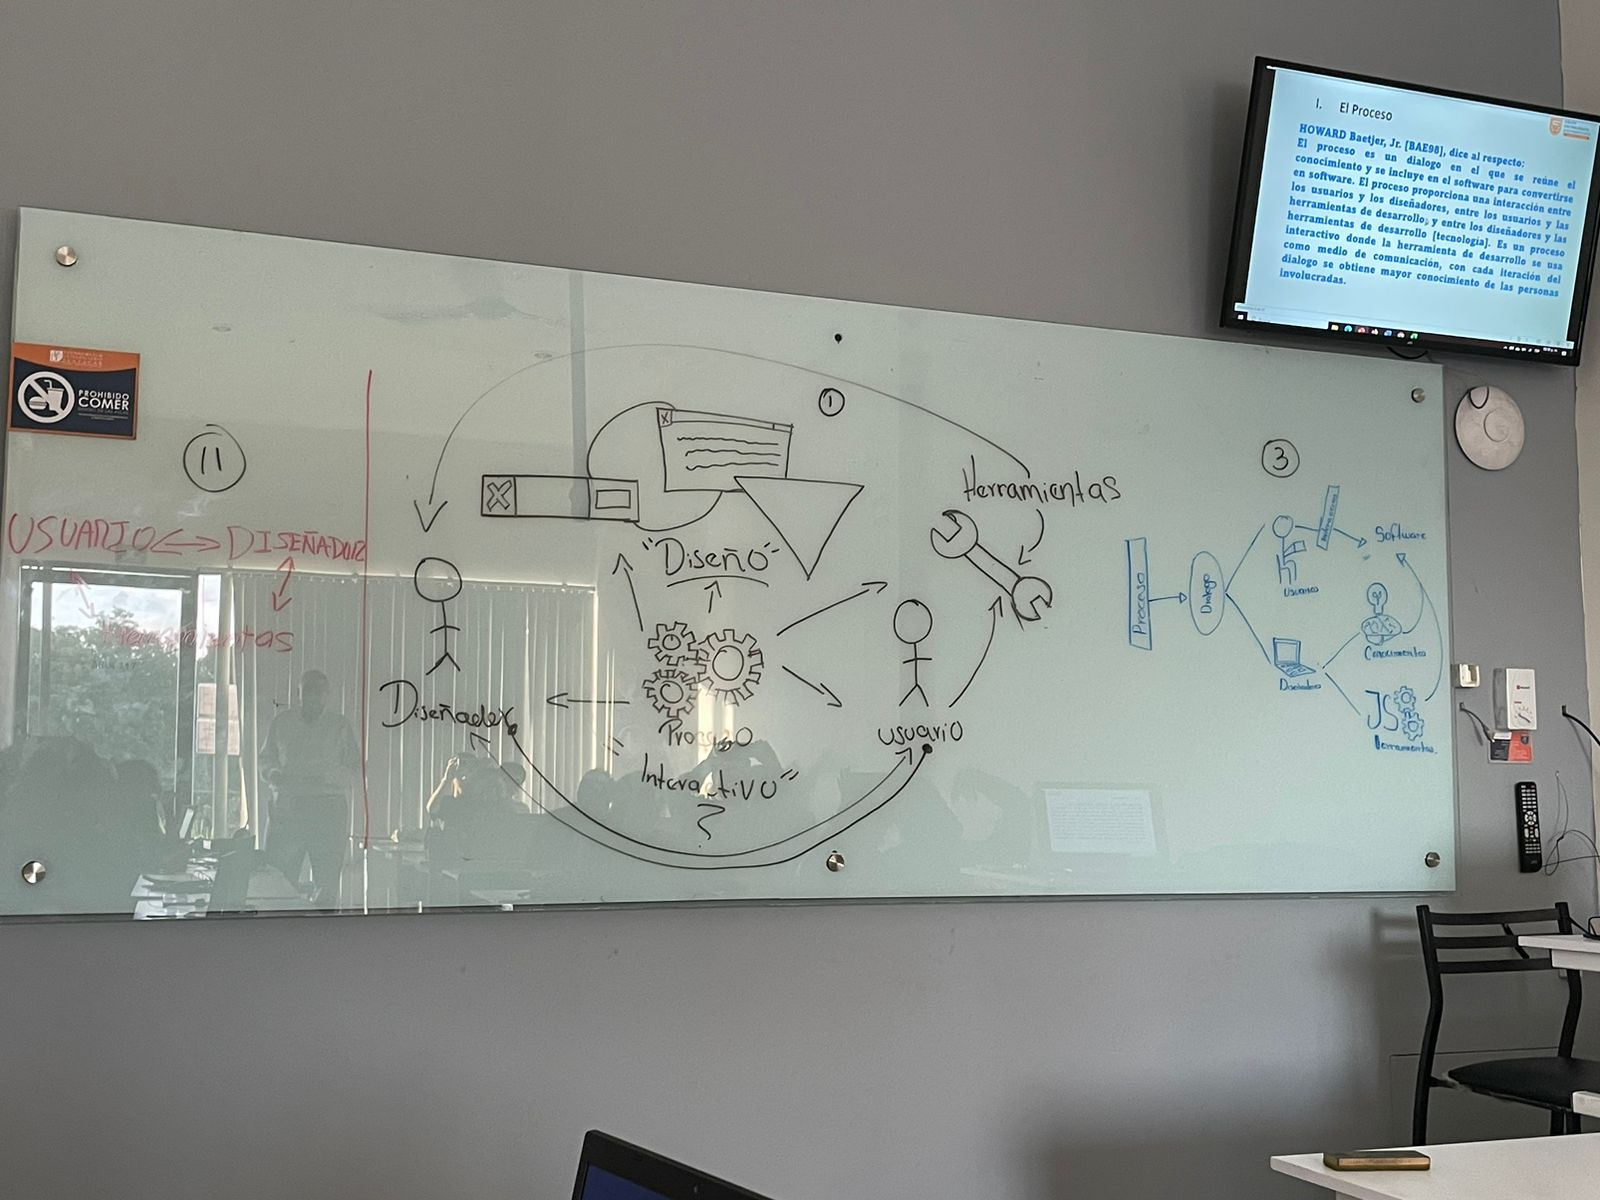 I. El Proceso
HOWARD Baetjer, Jr. [BAE98], dice al respecto:
El proceso es un dialogo en el que se reúne el
conocimiento y se incluye en el software para convertirse
en software. El proceso proporciona una interacción entre
los usuarios y los diseñadores, entre los usuarios y las
herramientas de desarrollo; y entre los diseñadores y las
herramientas de desarrollo [tecnología]. Es un proceso
interactivo donde la herramienta de desarrollo se usa
como medio de comunicación, con cada iteración del
dialogo se obtiene mayor conocimiento de las personas
involucradas.
PROHIBIDO
COMER
11
USUARIO DISEÑADOR
Herramientas
1
"Diseño"
Herramientas
Diseñador
Proceso
"Interactivo"
?
usuario
3
Proceso
Dialogo
Usuarios
Software
Conocimientos
Diseñador
JS
Herramientas